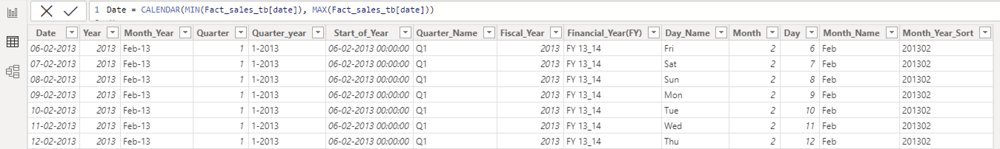 1 Date = CALENDAR(MIN(Fact_sales_tb[date]), MAX(Fact_sales_tb[date]))
Date Year Month_Year Quarter Quarter_year Start_of_Year Quarter_Name Fiscal_Year Financial_Year(FY) Day_Name Month Day Month_Name Month_Year_Sort
06-02-2013 2013 Feb-13 1 1-2013 06-02-2013 00:00:00 Q1 2013 FY 13_14 Fri 2 6 Feb 201302
07-02-2013 2013 Feb-13 1 1-2013 06-02-2013 00:00:00 Q1 2013 FY 13_14 Sat 2 7 Feb 201302
08-02-2013 2013 Feb-13 1 1-2013 06-02-2013 00:00:00 Q1 2013 FY 13_14 Sun 2 8 Feb 201302
09-02-2013 2013 Feb-13 1 1-2013 06-02-2013 00:00:00 Q1 2013 FY 13_14 Mon 2 9 Feb 201302
10-02-2013 2013 Feb-13 1 1-2013 06-02-2013 00:00:00 Q1 2013 FY 13_14 Tue 2 10 Feb 201302
11-02-2013 2013 Feb-13 1 1-2013 06-02-2013 00:00:00 Q1 2013 FY 13_14 Wed 2 11 Feb 201302
12-02-2013 2013 Feb-13 1 1-2013 06-02-2013 00:00:00 Q1 2013 FY 13_14 Thu 2 12 Feb 201302